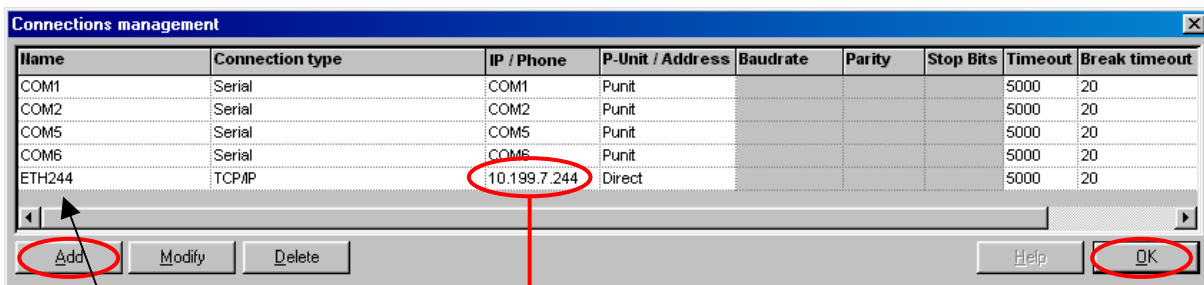 Connections management
Name Connection type IP / Phone P-Unit / Address Baudrate Parity Stop Bits Timeout Break timeout
COM1 Serial COM1 Punit 5000 20
COM2 Serial COM2 Punit 5000 20
COM5 Serial COM5 Punit 5000 20
COM6 Serial COM6 Punit 5000 20
ETH244 TCP/IP 10.199.7.244 Direct 5000 20
Add Modify Delete Help OK